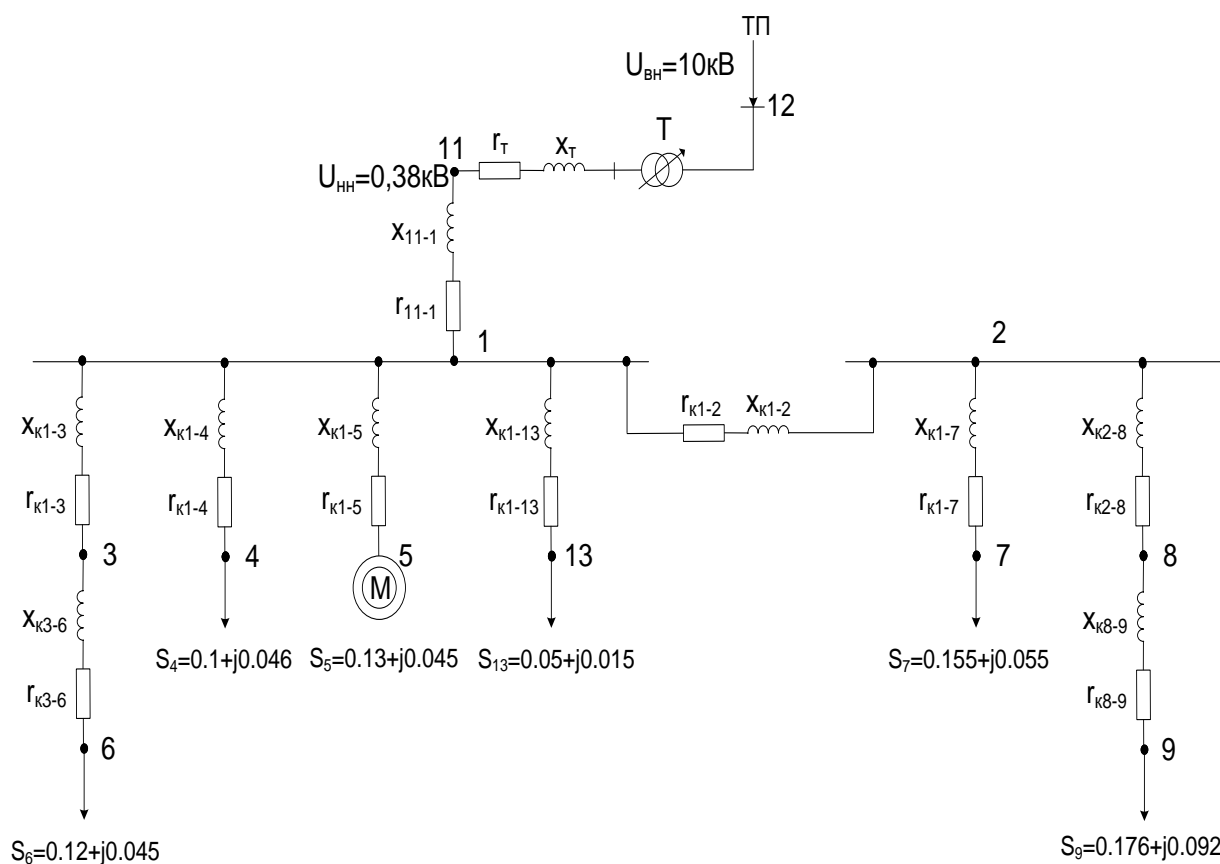 ТП
Uвн=10кВ
12
T
11
rт
xт
Uнн=0,38кВ
x11-1
r11-1
1
2
xк1-3
xк1-4
xк1-5
xк1-13
rк1-2
xк1-2
xк1-7
xк2-8
rк1-3
rк1-4
rк1-5
rк1-13
rк1-7
rк2-8
3
4
5
13
7
8
M
xк3-6
xк8-9
S4=0.1+j0.046
S5=0.13+j0.045
S13=0.05+j0.015
S7=0.155+j0.055
rк3-6
rк8-9
6
9
S6=0.12+j0.045
S9=0.176+j0.092